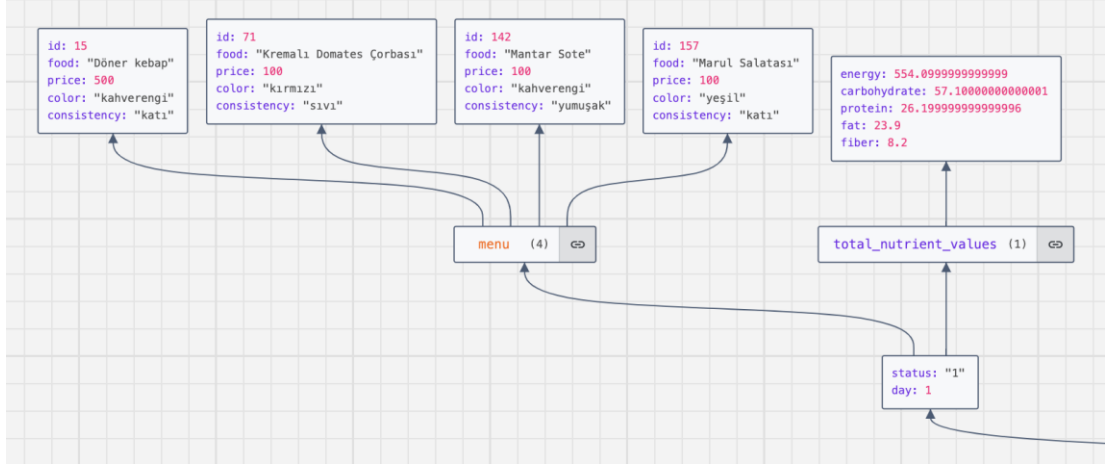 id: 15
food: "Döner kebap"
price: 500
color: "kahverengi"
consistency: "katı"
id: 71
food: "Kremalı Domates Çorbası"
price: 100
color: "kırmızı"
consistency: "sıvı"
id: 142
food: "Mantar Sote"
price: 100
color: "kahverengi"
consistency: "yumuşak"
id: 157
food: "Marul Salatası"
price: 100
color: "yeşil"
consistency: "katı"
energy: 554.0999999999999
carbohydrate: 57.10000000000001
protein: 26.199999999999996
fat: 23.9
fiber: 8.2
menu (4)
total_nutrient_values (1)
status: "1"
day: 1